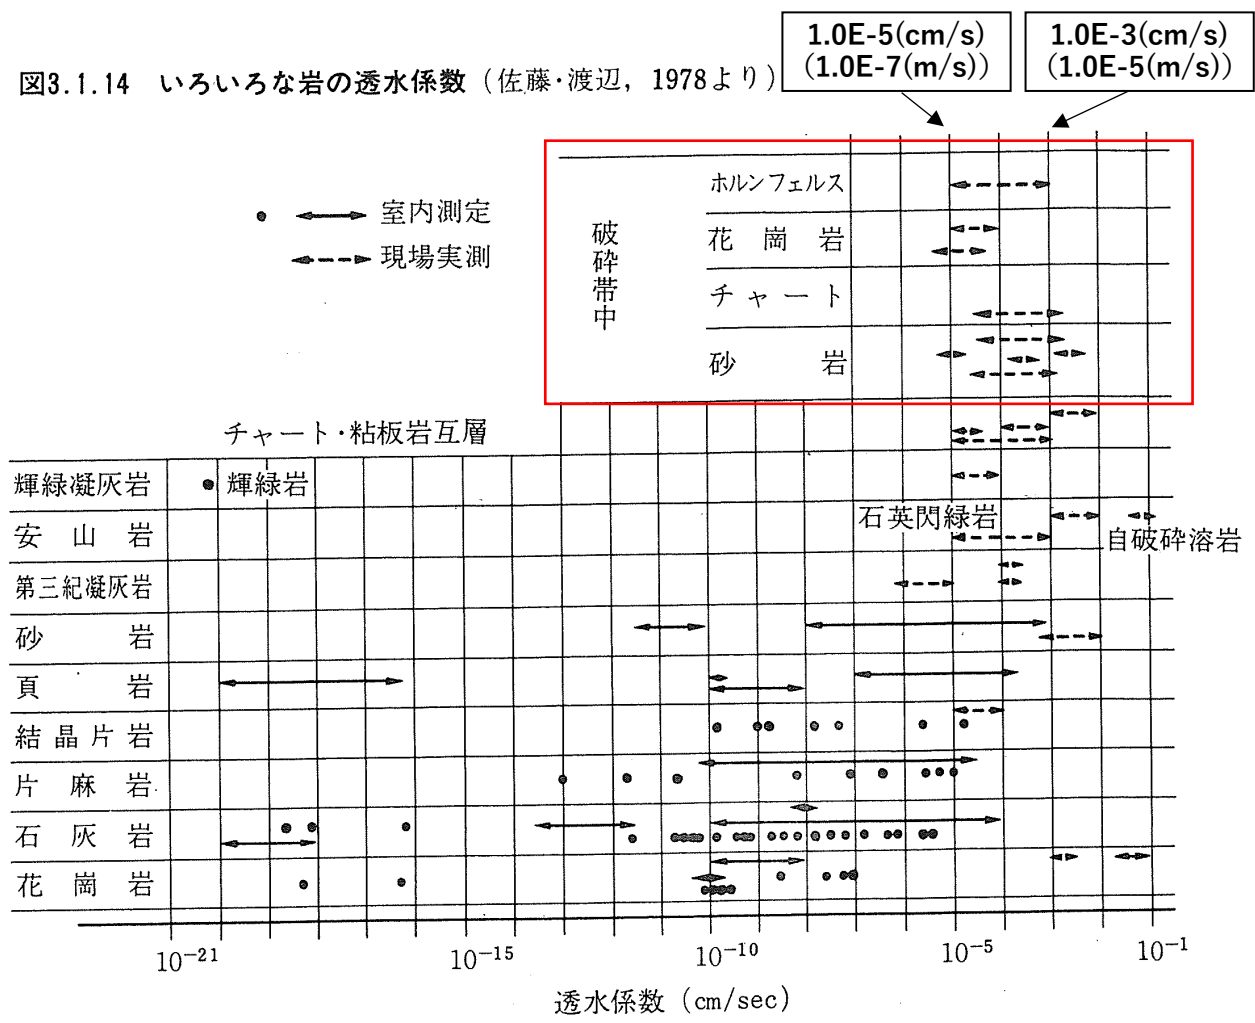 1.0E-5(cm/s)
(1.0E-7(m/s))
1.0E-3(cm/s)
(1.0E-5(m/s))
図3.1.14 いろいろな岩の透水係数 (佐藤・渡辺, 1978より)
室内測定
現場実測
破砕帯中
ホルンフェルス
花崗岩
チャート
砂岩
チャート・粘板岩互層
輝緑凝灰岩
輝緑岩
安山岩
石英閃緑岩
自破砕溶岩
第三紀凝灰岩
砂岩
頁岩
結晶片岩
片麻岩
石灰岩
花崗岩
10⁻²¹ 10⁻¹⁵ 10⁻¹⁰ 10⁻⁵ 10⁻¹
透水係数 (cm/sec)